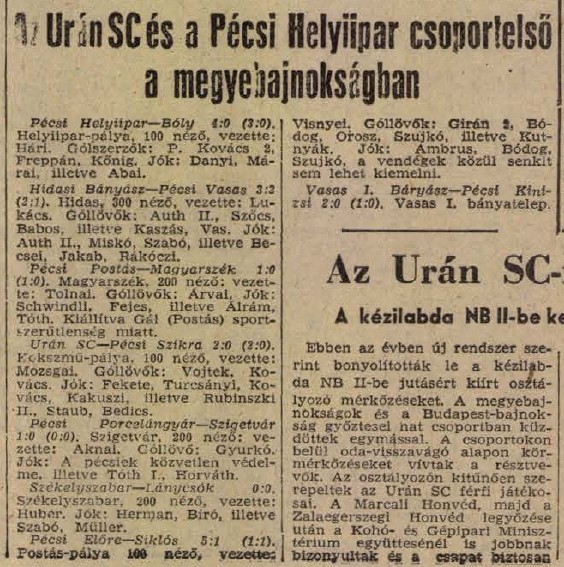 Az Urán SC és a Pécsi Helyiipar csoportelső
a megyebajnokságban
Pécsi Helyiipar—Bóly 4:0 (3:0).
Helyiipar-pálya, 100 néző, vezette:
Hári. Gólszerzők: P. Kovács 2,
Freppán, Kőnig. Jók: Danyi, Má-
rai, illetve Abai.
Hidasi Bányász—Pécsi Vasas 3:2
(2:1). Hidas, 300 néző, vezette: Lu-
kács. Góllövők: Auth II., Szőcs,
Babos, illetve Kaszás, Vas. Jók:
Auth II., Miskó, Szabó, illetve Be-
csei, Jakab, Rákóczi.
Pécsi Postás—Magyarszék 1:0
(1:0). Magyarszék, 200 néző: vezet-
te: Tolnai. Góllövők: Árvai, Jók:
Schwindl, Fejes, illetve Álrám,
Tóth. Kiállítva Gál (Postás) sport-
szerűtlenség miatt.
Urán SC—Pécsi Szikra 2:0 (2:0).
Kokszmű-pálya, 100 néző, vezette:
Mozsgai. Góllövők: Vojtek, Ko-
vács. Jók: Fekete, Turcsányi, Ko-
vács, Kakuszi, illetve Rubinszki
II., Staub, Bedics.
Pécsi Porcelángyár—Szigetvár
1:0 (0:0). Szigetvár, 200 néző: ve-
zette: Aknai. Góllövő: Gyurkó.
Jók: A pécsiek közvetlen véde-
lme, illetve Tóth I., Horváth.
Székelyszabar—Lánycsók 0:0.
Székelyszabar, 200 néző, vezette:
Huber. Jók: Herman, Bíró, illetve
Szabó, Müller.
Pécsi Előre—Siklós 5:1 (1:1).
Postás-pálya 100 néző, vezette:
Visnyei. Góllövők: Girán 2, Bó-
dog, Orosz, Szujkó, illetve Kut-
nyák. Jók: Ambrus, Bódog,
Szujkó, a vendégek közül senkit
sem lehet kiemelni.
Vasas I. Bányász—Pécsi Kini-
zsi 2:0 (1:0). Vasas I. bányatelep.
Az Urán SC-
A kézilabda NB II-be ke
Ebben az évben új rendszer sze-
rint bonyolították le a kézilab-
da NB II-be jutásért kiírt osztá-
lyozó mérkőzéseket. A megyebaj-
nokságok és a Budapest-bajnok-
ság győztesei hat csoportban küz-
döttek egymással. A csoportokon
belül oda-visszavágó alapon kör-
mérkőzéseket vívtak a résztve-
vők. Az osztályozón kitűnően sze-
repeltek az Urán SC férfi játéko-
sai. A Marcali Honvéd, majd a
Zalaegerszegi Honvéd legyőzése
után a Kohó- és Gépipari Minisz-
térium együttesénél is jobbnak
bizonyultak és a csapat biztosan